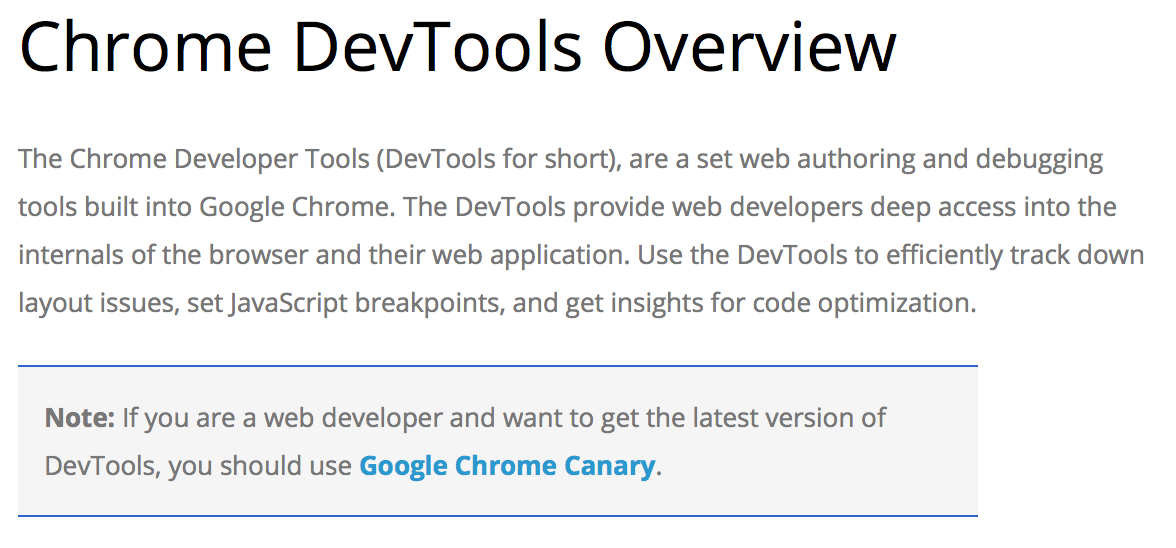 Chrome DevTools Overview
The Chrome Developer Tools (DevTools for short), are a set web authoring and debugging
tools built into Google Chrome. The DevTools provide web developers deep access into the
internals of the browser and their web application. Use the DevTools to efficiently track down
layout issues, set JavaScript breakpoints, and get insights for code optimization.
Note: If you are a web developer and want to get the latest version of
DevTools, you should use Google Chrome Canary.